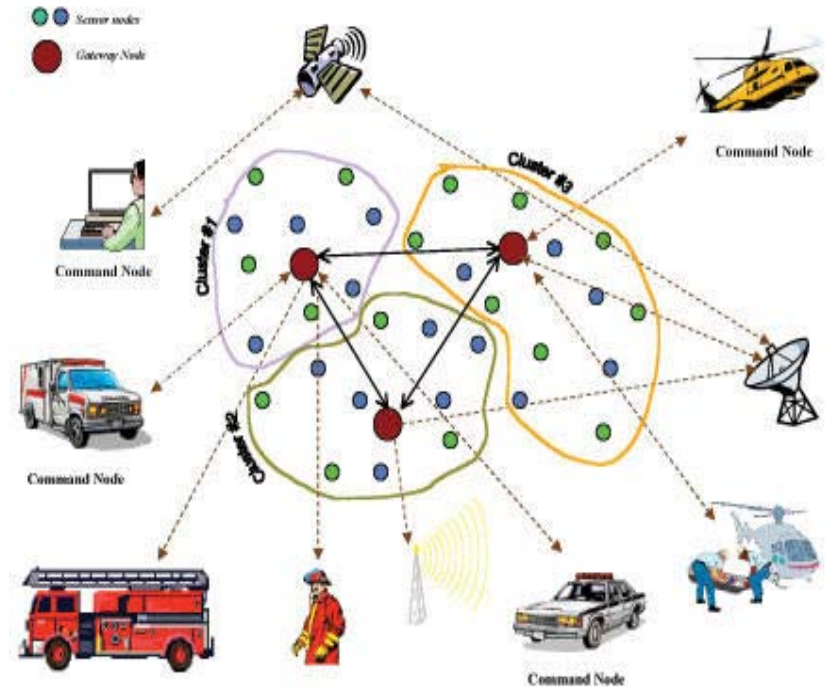 Sensor nodes
Gateway Node
Command Node
Cluster #3
Cluster #1
Command Node
Command Node
Cluster #2
Command Node